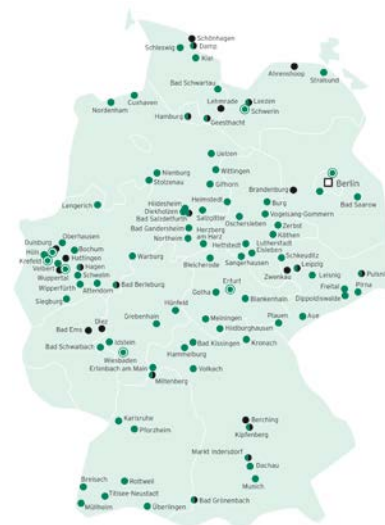 Schönhagen
Schleswig
Damp
Kiel
Ahrenshoop
Stralsund
Bad Schwartau
Cuxhaven
Nordenham
Lehmrade
Leezen
Schwerin
Hamburg
Geesthacht
Uelzen
Nienburg
Stolzenau
Wittingen
Gifhorn
Brandenburg
Berlin
Bad Saarow
Lengerich
Hildesheim
Diekholzen
Bad Salzdetfurth
Helmstedt
Salzgitter
Burg
Vogelsang-Gommern
Oschersleben
Zerbst
Köthen
Bad Gandersheim
Northeim
Herzberg
am Harz
Hettstedt
Lutherstadt
Eisleben
Sangerhausen
Schkeuditz
Leipzig
Zwenkau
Leisnig
Pulsnitz
Freital
Pirna
Dippoldiswalde
Duisburg
Oberhausen
Hüls
Krefeld
Bochum
Hattingen
Velbert
Hagen
Wuppertal
Schwelm
Wipperfürth
Attendorn
Bad Berleburg
Siegburg
Warburg
Bleicherode
Erfurt
Gotha
Blankenhain
Hünfeld
Grebenhain
Meiningen
Hildburghausen
Plauen
Aue
Bad Ems
Diez
Bad Schwalbach
Idstein
Wiesbaden
Hammelburg
Bad Kissingen
Kronach
Erlenbach am Main
Miltenberg
Volkach
Karlsruhe
Pforzheim
Berching
Kipfenberg
Markt Indersdorf
Dachau
Munich
Breisach
Rottweil
Titisee-Neustadt
Müllheim
Überlingen
Bad Grönenbach